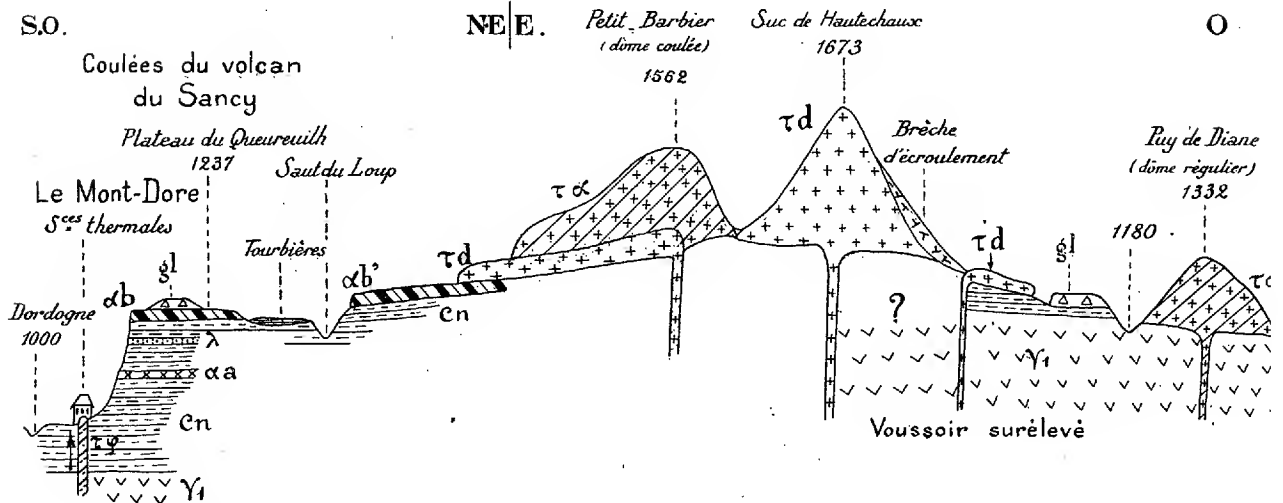 S.O.
N-E E.
O
Coulées du volcan
du Sancy
Plateau du Queureuilh
1237
Saut du Loup
Le Mont-Dore
Sces thermales
Tourbières
Dordogne
1000
Petit-Barbier
(dôme coulée)
1562
Suc de Hautechaux
1673
Brèche
d'écroulement
Puy de Diane
(dôme régulier)
1332
1180
gl
αb
αb'
λ
αa
Cn
Cn
τφ
γ1
τα
τd
τd
τd
gl
?
γ1
Voussoir surélevé